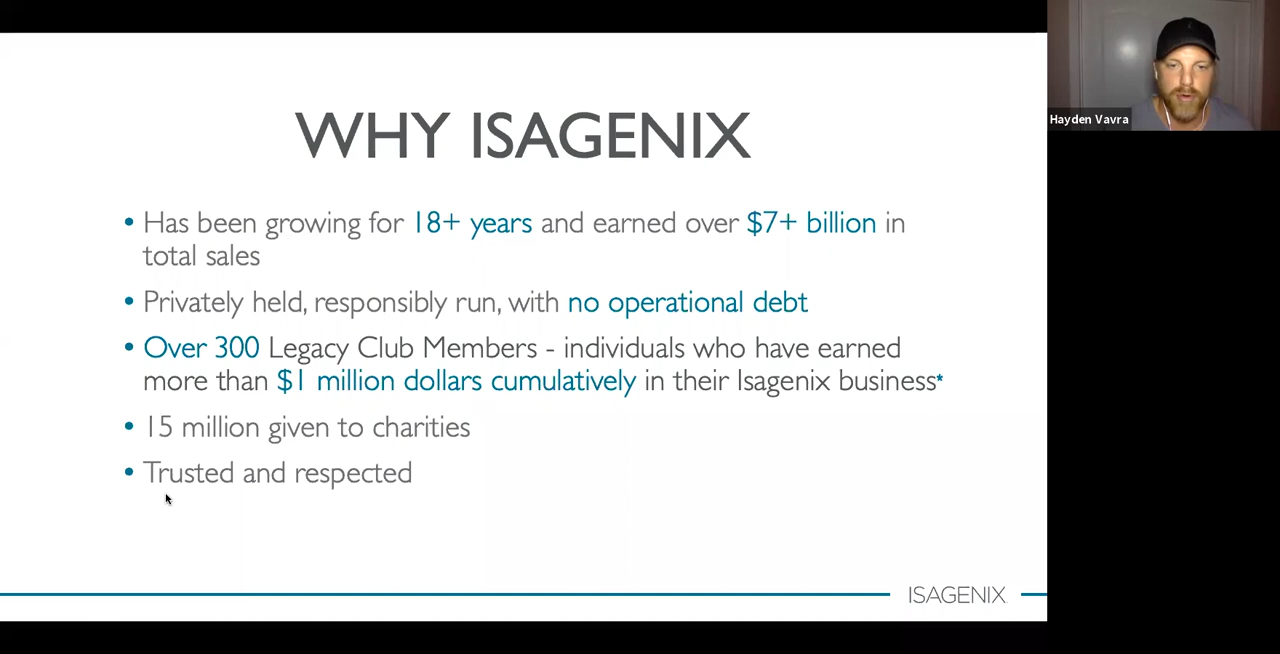 WHY ISAGENIX
• Has been growing for 18+ years and earned over $7+ billion in
total sales
• Privately held, responsibly run, with no operational debt
• Over 300 Legacy Club Members - individuals who have earned
more than $1 million dollars cumulatively in their Isagenix business*
• 15 million given to charities
• Trusted and respected
ISAGENIX
Hayden Vavra